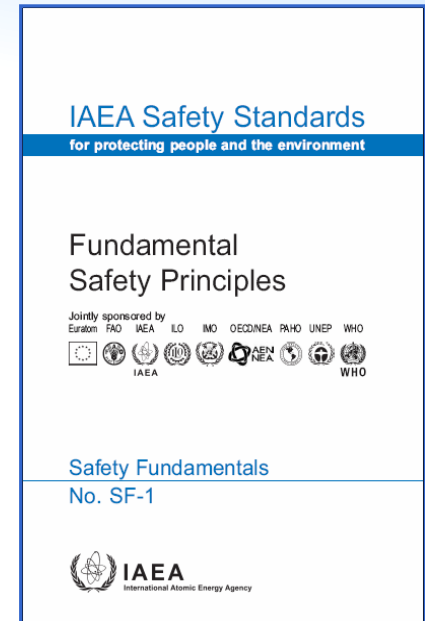 IAEA Safety Standards
for protecting people and the environment
Fundamental
Safety Principles
Jointly sponsored by
Euratom FAO IAEA ILO IMO OECD/NEA PAHO UNEP WHO
AEN
NEA
IAEA
WHO
Safety Fundamentals
No. SF-1
IAEA
International Atomic Energy Agency